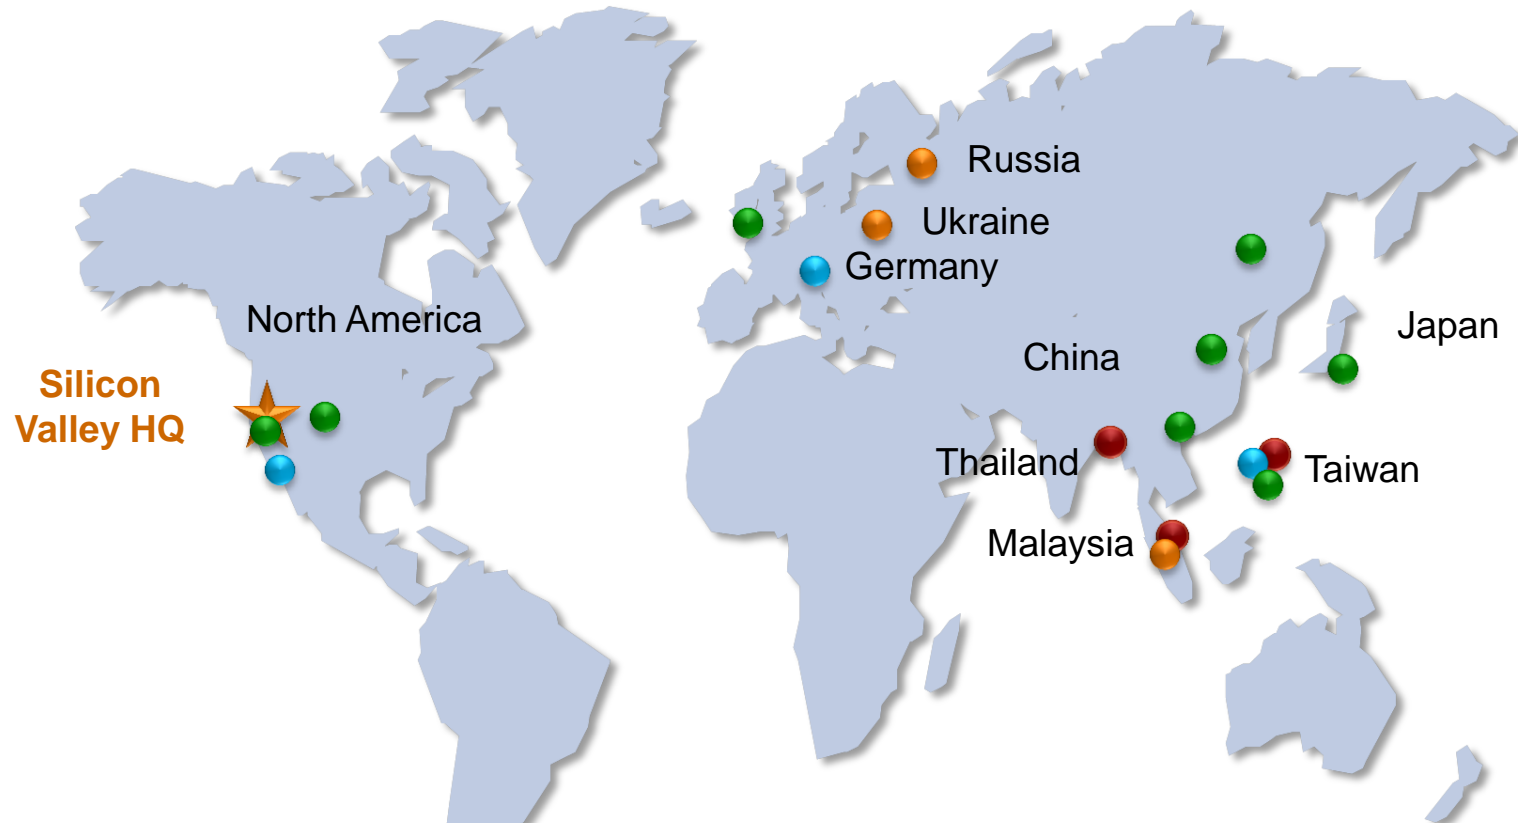 Russia
Ukraine
Germany
North America
Japan
China
Silicon
Valley HQ
Thailand
Taiwan
Malaysia